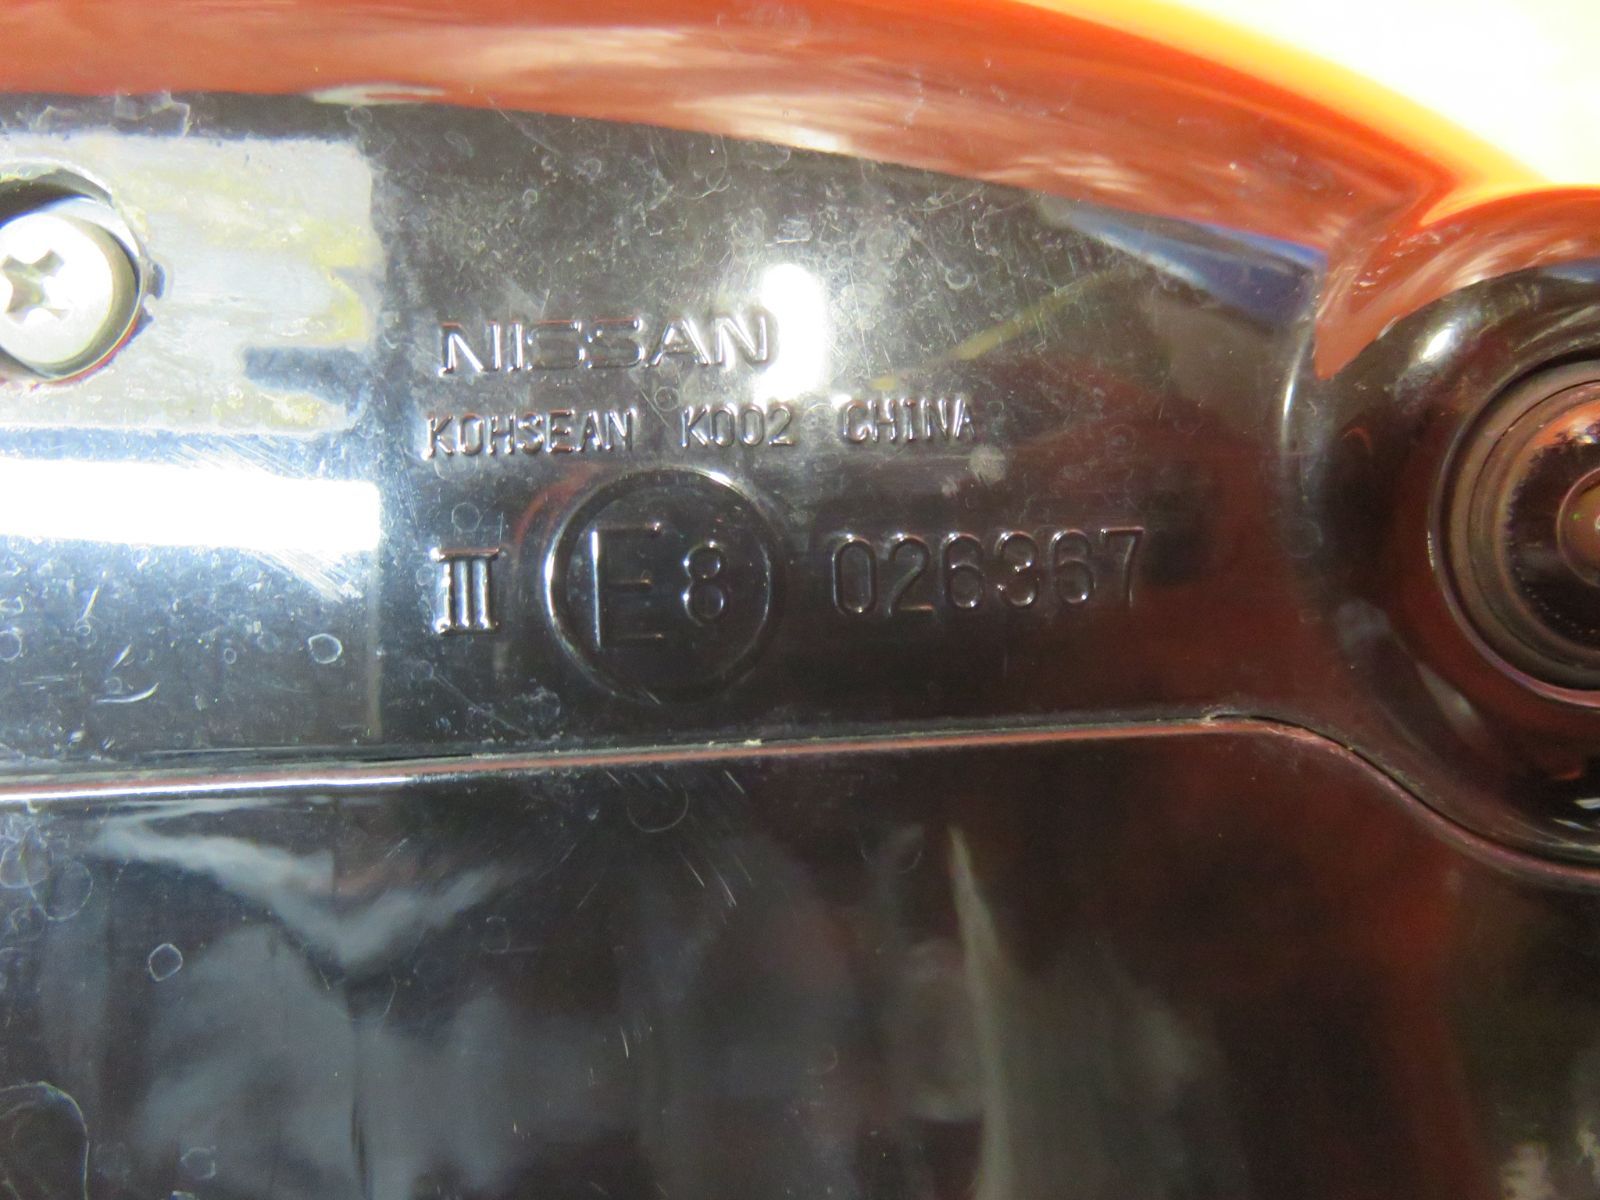 NISSAN
KOHSEAN K002 CHINA
III E8 026367